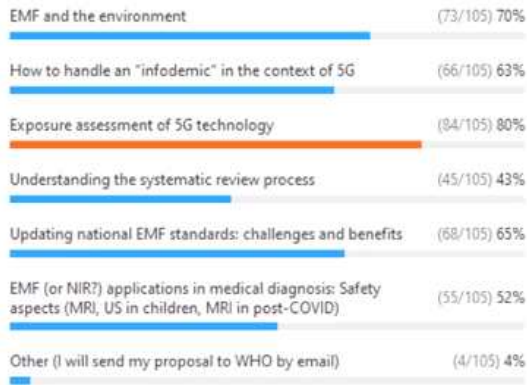 EMF and the environment (73/105) 70%
How to handle an "infodemic" in the context of 5G (66/105) 63%
Exposure assessment of 5G technology (84/105) 80%
Understanding the systematic review process (45/105) 43%
Updating national EMF standards: challenges and benefits (68/105) 65%
EMF (or NIR?) applications in medical diagnosis: Safety
aspects (MRI, US in children, MRI in post-COVID) (55/105) 52%
Other (I will send my proposal to WHO by email) (4/105) 4%